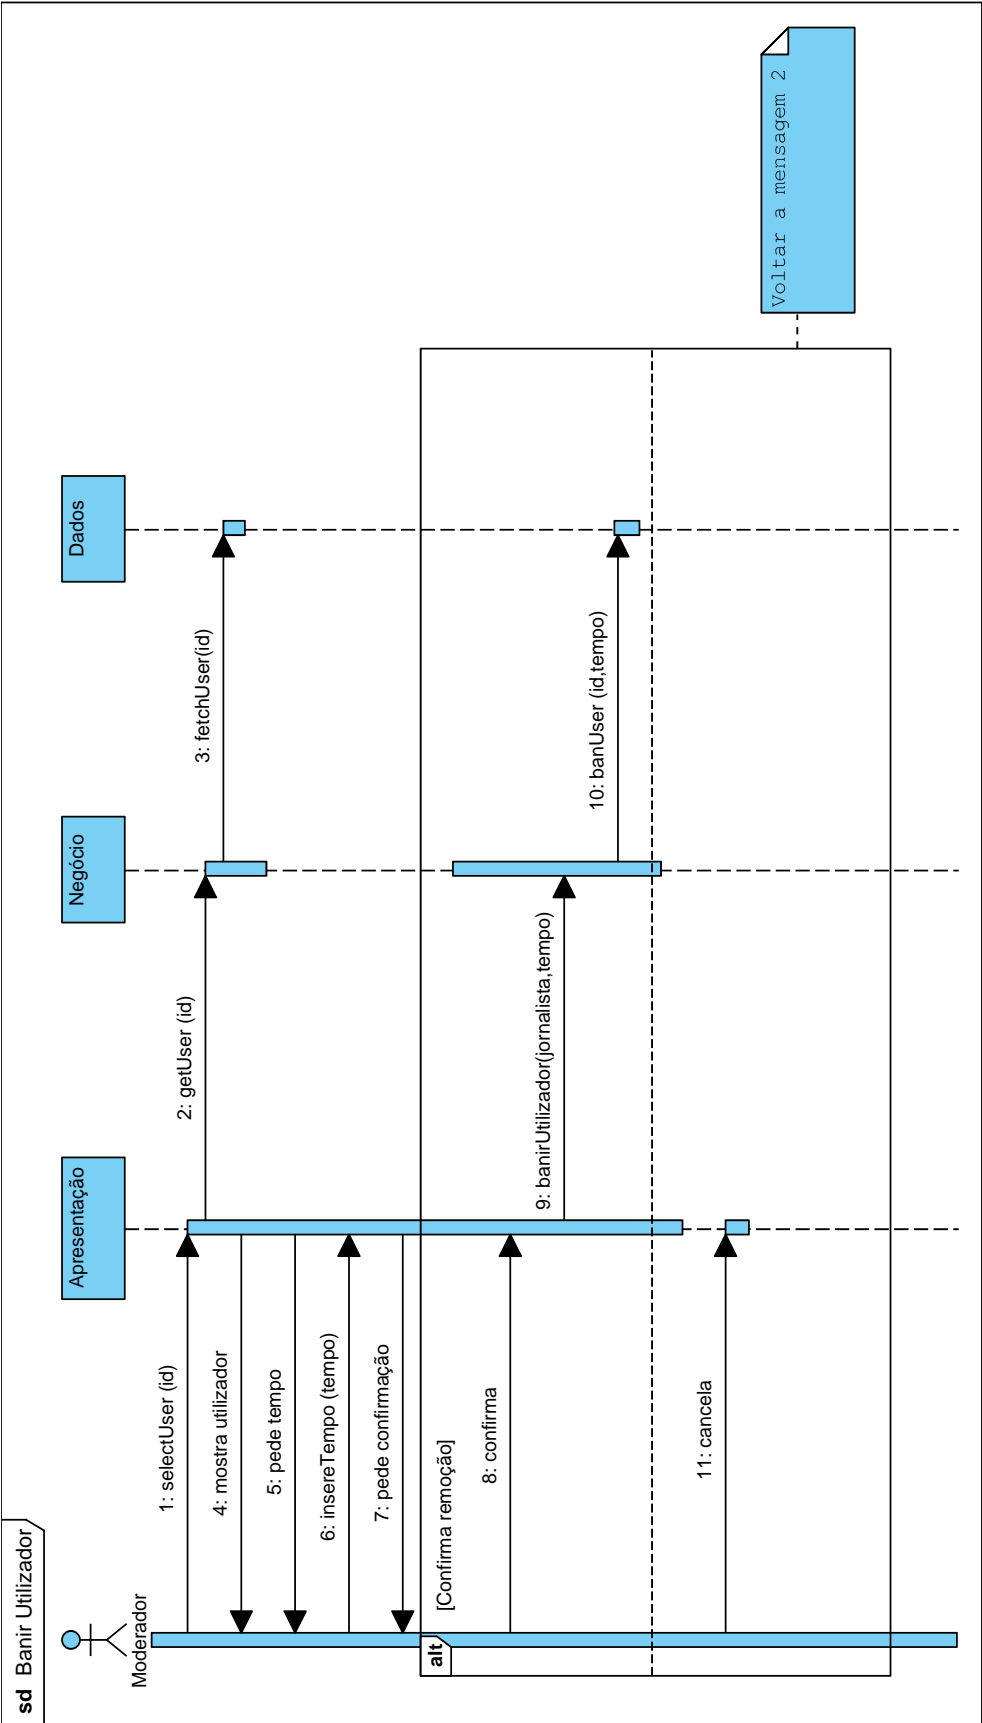 sd Banir Utilizador
Moderador
Apresentação
Negócio
Dados
1: selectUser (id)
2: getUser (id)
3: fetchUser(id)
4: mostra utilizador
5: pede tempo
6: insereTempo (tempo)
7: pede confirmação
alt
[Confirma remoção]
8: confirma
9: banirUtilizador(jornalista,tempo)
10: banUser (id,tempo)
11: cancela
Voltar a mensagem 2